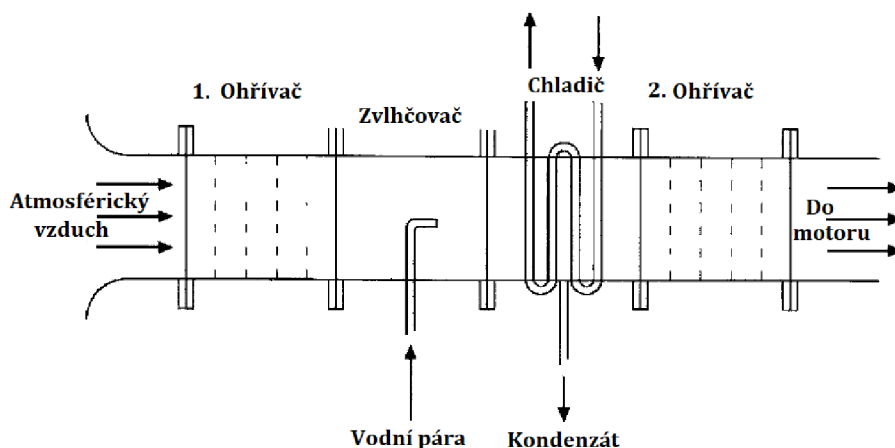 1. Ohřívač
Zvlhčovač
Chladič
2. Ohřívač
Atmosférický
vzduch
Do
motoru
Vodní pára
Kondenzát